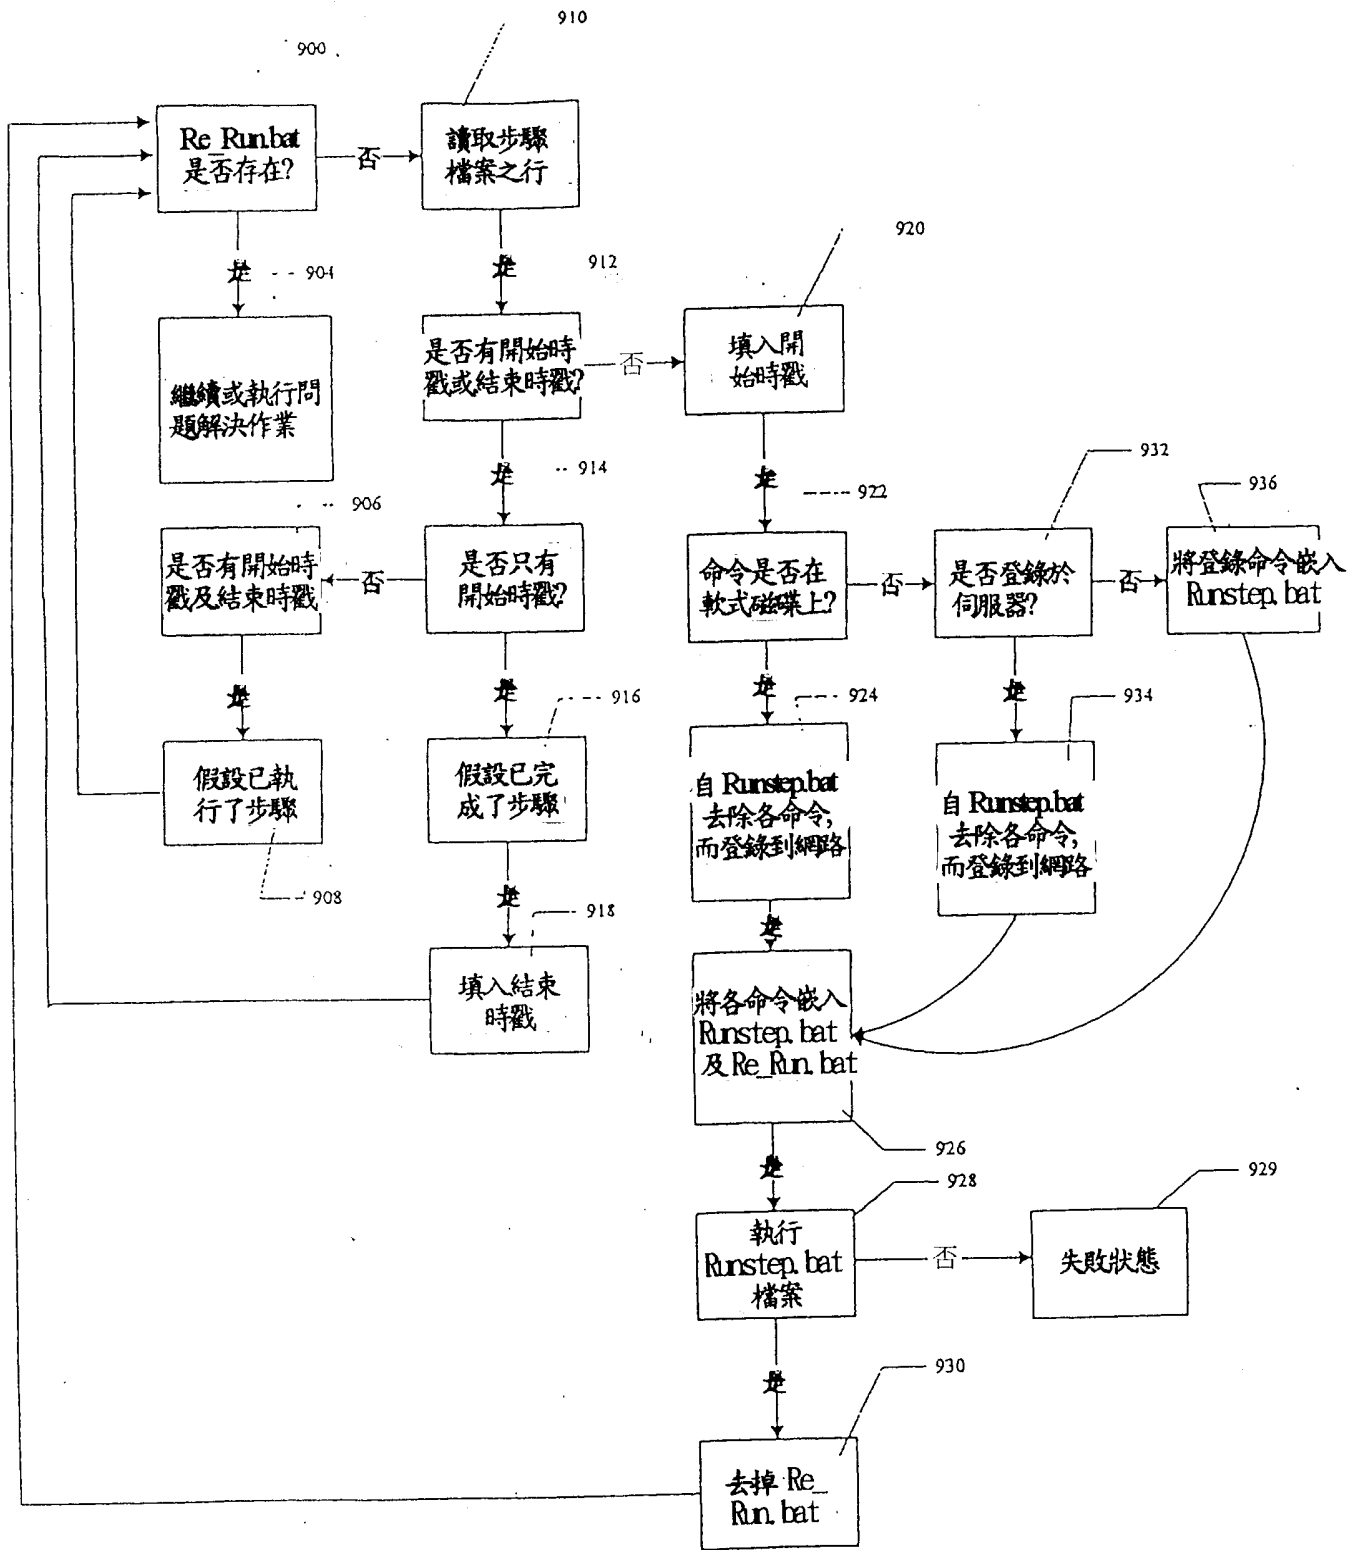 910
900
Re_Run.bat
是否存在?
否
讀取步驟
檔案之行
920
是
904
是
912
繼續或執行問
題解決作業
是否有開始時
戳或結束時戳?
否
填入開
始時戳
906
是
914
是
922
932
936
是否有開始時
戳及結束時戳
否
是否只有
開始時戳?
命令是否在
軟式磁碟上?
否
是否登錄於
伺服器?
否
將登錄命令嵌入
Runstep.bat
是
是
916
是
924
是
934
假設已執
行了步驟
908
假設已完
成了步驟
自 Runstep.bat
去除各命令,
而登錄到網路
自 Runstep.bat
去除各命令,
而登錄到網路
是
918
是
填入結束
時戳
將各命令嵌入
Runstep.bat
及 Re_Run.bat
926
是
928
929
執行
Runstep.bat
檔案
否
失敗狀態
是
930
去掉 Re_
Run.bat